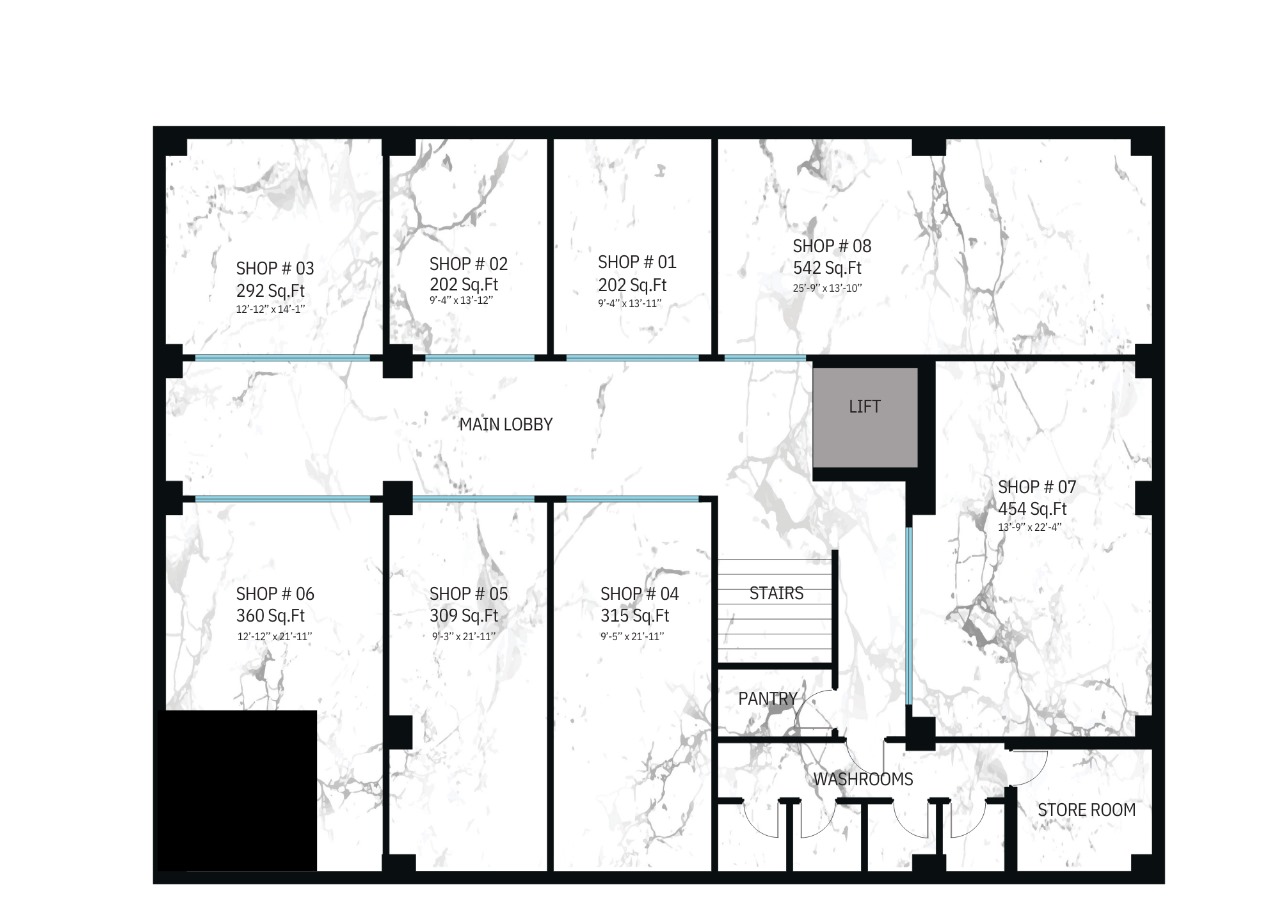 SHOP # 03
292 Sq.Ft
12'-12" x 14'-1"
SHOP # 02
202 Sq.Ft
9'-4" x 13'-12"
SHOP # 01
202 Sq.Ft
9'-4" x 13'-11"
SHOP # 08
542 Sq.Ft
25'-9" x 13'-10"
MAIN LOBBY
LIFT
SHOP # 07
454 Sq.Ft
13'-9" x 22'-4"
SHOP # 06
360 Sq.Ft
12'-12" x 21'-11"
SHOP # 05
309 Sq.Ft
9'-3" x 21'-11"
SHOP # 04
315 Sq.Ft
9'-5" x 21'-11"
STAIRS
PANTRY
WASHROOMS
STORE ROOM